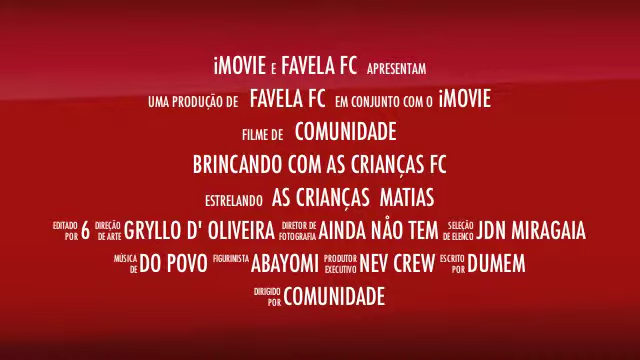 iMOVIE E FAVELA FC APRESENTAM
UMA PRODUÇÃO DE FAVELA FC EM CONJUNTO COM O iMOVIE
FILME DE COMUNIDADE
BRINCANDO COM AS CRIANÇAS FC
ESTRELANDO AS CRIANÇAS MATIAS
EDITADO POR 6 DIREÇÃO DE ARTE GRYLLO D' OLIVEIRA DIRETOR DE FOTOGRAFIA AINDA NÃO TEM SELEÇÃO DE ELENCO JDN MIRAGAIA
MÚSICA DE DO POVO FIGURINISTA ABAYOMI PRODUTOR EXECUTIVO NEV CREW ESCRITO POR DUMEM
DIRIGIDO POR COMUNIDADE